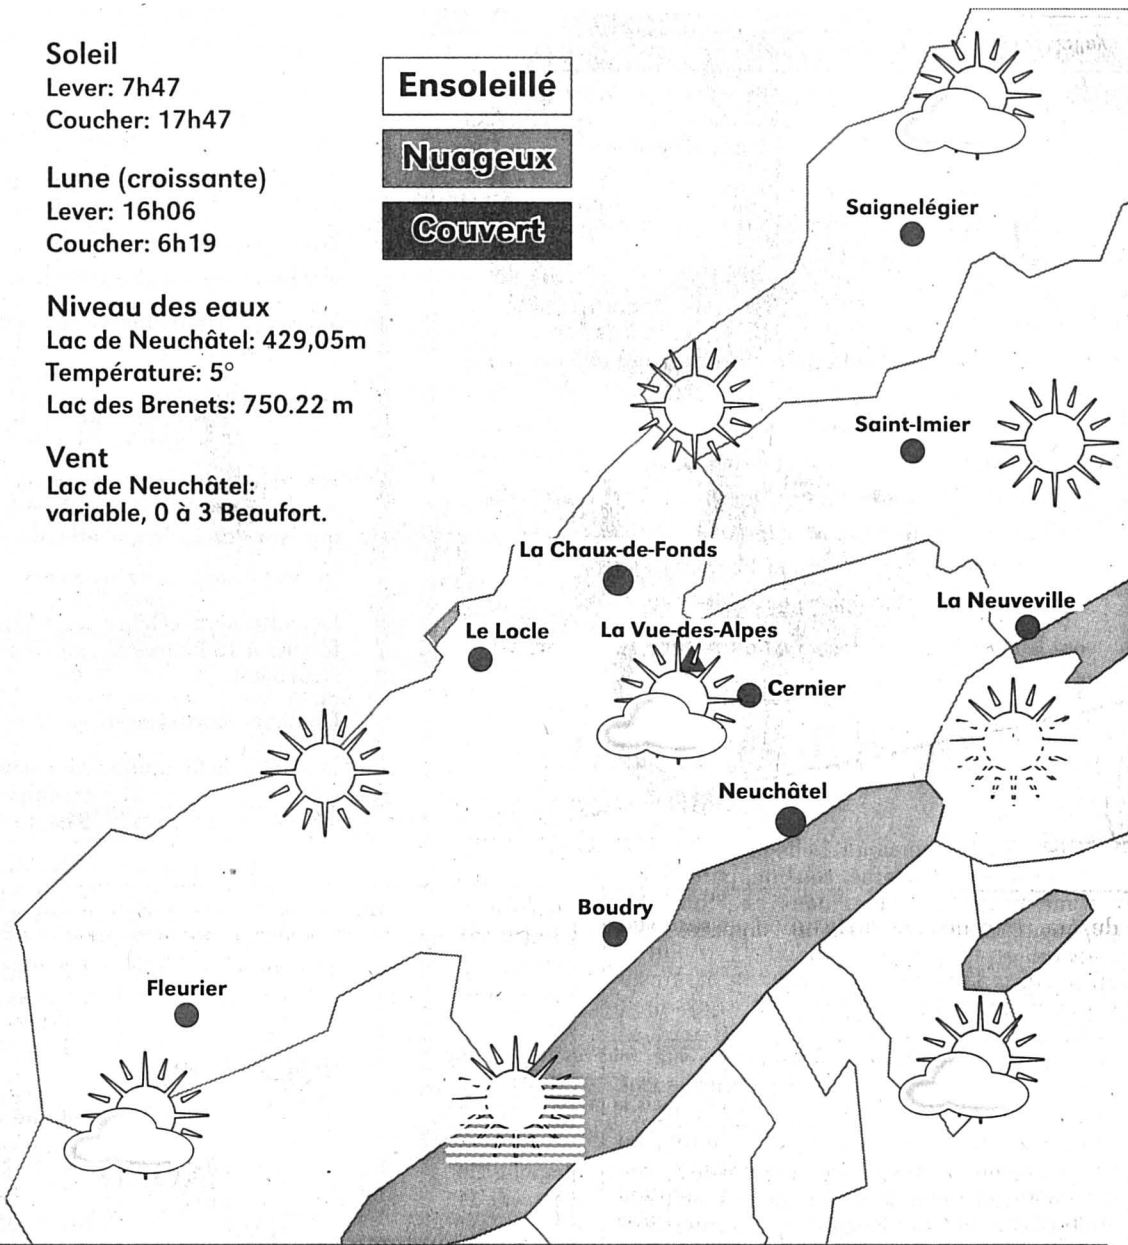 Soleil
Lever: 7h47
Coucher: 17h47
Lune (croissante)
Lever: 16h06
Coucher: 6h19
Niveau des eaux
Lac de Neuchâtel: 429,05m
Température: 5°
Lac des Brenets: 750.22 m
Vent
Lac de Neuchâtel:
variable, 0 à 3 Beaufort.
Ensoleillé
Nuageux
Couvert
Saignelégier
Saint-Imier
La Chaux-de-Fonds
La Neuveville
Le Locle
La Vue-des-Alpes
Cernier
Neuchâtel
Boudry
Fleurier